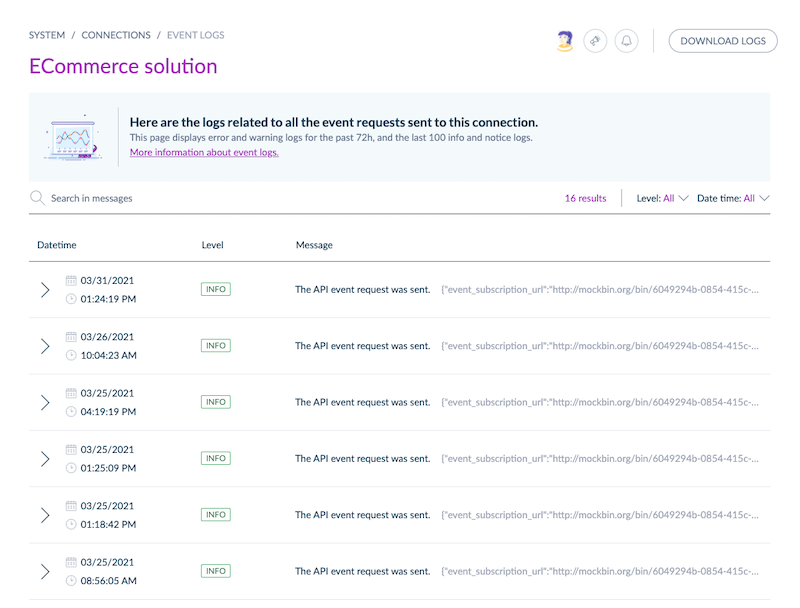 SYSTEM / CONNECTIONS / EVENT LOGS
DOWNLOAD LOGS
ECommerce solution
Here are the logs related to all the event requests sent to this connection.
This page displays error and warning logs for the past 72h, and the last 100 info and notice logs.
More information about event logs.
Search in messages 16 results Level: All Date time: All
Datetime Level Message
03/31/2021
01:24:19 PM
INFO The API event request was sent. {"event_subscription_url":"http://mockbin.org/bin/6049294b-0854-415c-...
03/26/2021
10:04:23 AM
INFO The API event request was sent. {"event_subscription_url":"http://mockbin.org/bin/6049294b-0854-415c-...
03/25/2021
04:19:19 PM
INFO The API event request was sent. {"event_subscription_url":"http://mockbin.org/bin/6049294b-0854-415c-...
03/25/2021
01:25:09 PM
INFO The API event request was sent. {"event_subscription_url":"http://mockbin.org/bin/6049294b-0854-415c-...
03/25/2021
01:18:42 PM
INFO The API event request was sent. {"event_subscription_url":"http://mockbin.org/bin/6049294b-0854-415c-...
03/25/2021
08:56:05 AM
INFO The API event request was sent. {"event_subscription_url":"http://mockbin.org/bin/6049294b-0854-415c-...